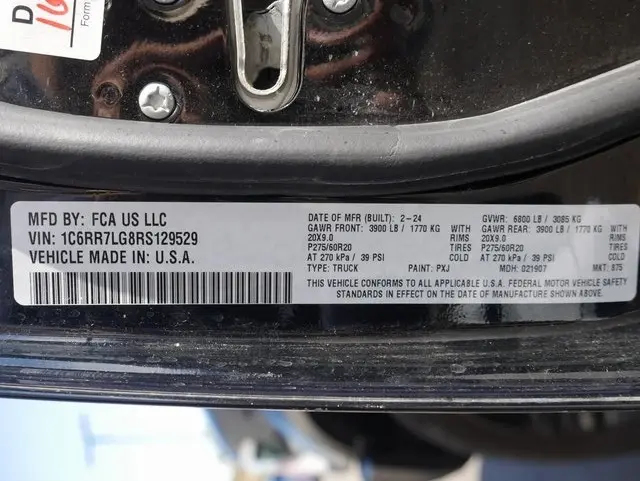 D
16
Form
MFD BY: FCA US LLC
VIN: 1C6RR7LG8RS129529
VEHICLE MADE IN: U.S.A.
DATE OF MFR (BUILT): 2-24 GVWR: 6800 LB / 3085 KG
GAWR FRONT: 3900 LB / 1770 KG GAWR REAR: 3900 LB / 1770 KG
20X9.0 RIMS 20X9.0 RIMS
P275/60R20 TIRES P275/60R20 TIRES
AT 270 kPa / 39 PSI COLD AT 270 kPa / 39 PSI COLD
TYPE: TRUCK PAINT: PXJ MDH: 021907 MKT: 875
THIS VEHICLE CONFORMS TO ALL APPLICABLE U.S.A. FEDERAL MOTOR VEHICLE SAFETY
STANDARDS IN EFFECT ON THE DATE OF MANUFACTURE SHOWN ABOVE.